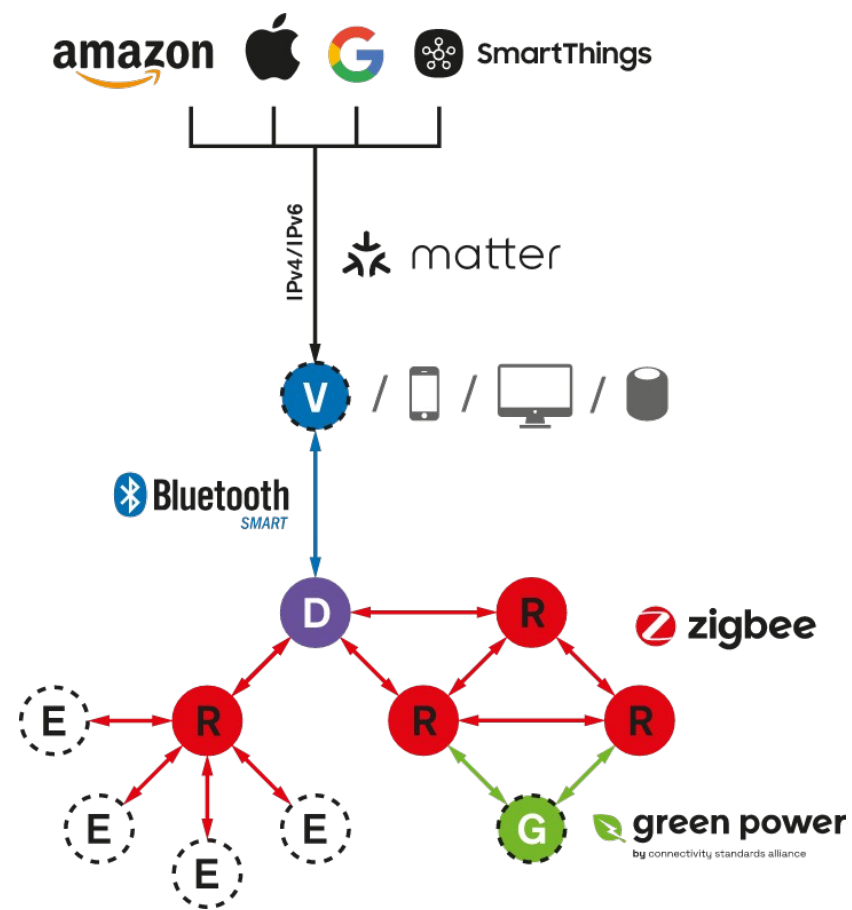 amazon
SmartThings
IPv4/IPv6
matter
V / / /
Bluetooth
SMART
D
R
zigbee
E
R
R
R
E
E
E
G
green power
by connectivity standards alliance